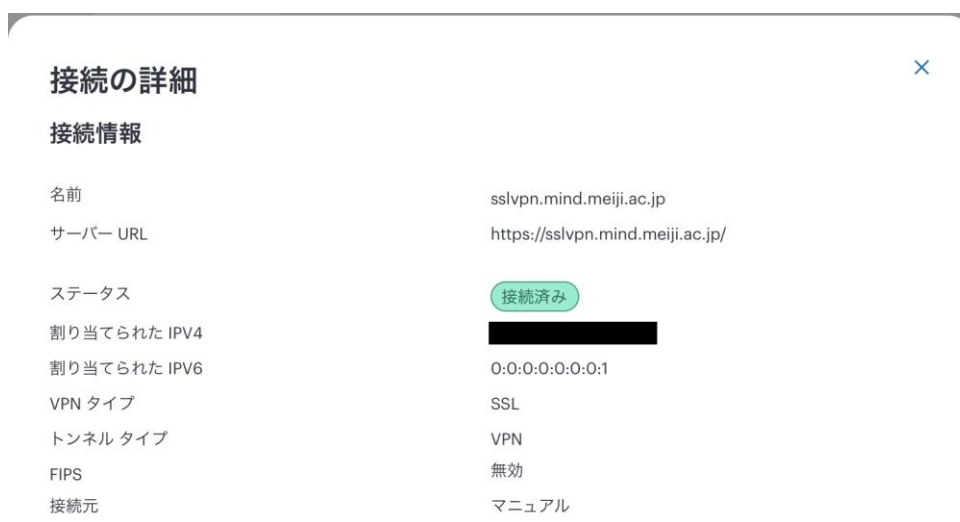 接続の詳細
接続情報
名前 sslvpn.mind.meiji.ac.jp
サーバー URL https://sslvpn.mind.meiji.ac.jp/
ステータス 接続済み
割り当てられた IPV4
割り当てられた IPV6 0:0:0:0:0:0:0:1
VPN タイプ SSL
トンネル タイプ VPN
FIPS 無効
接続元 マニュアル